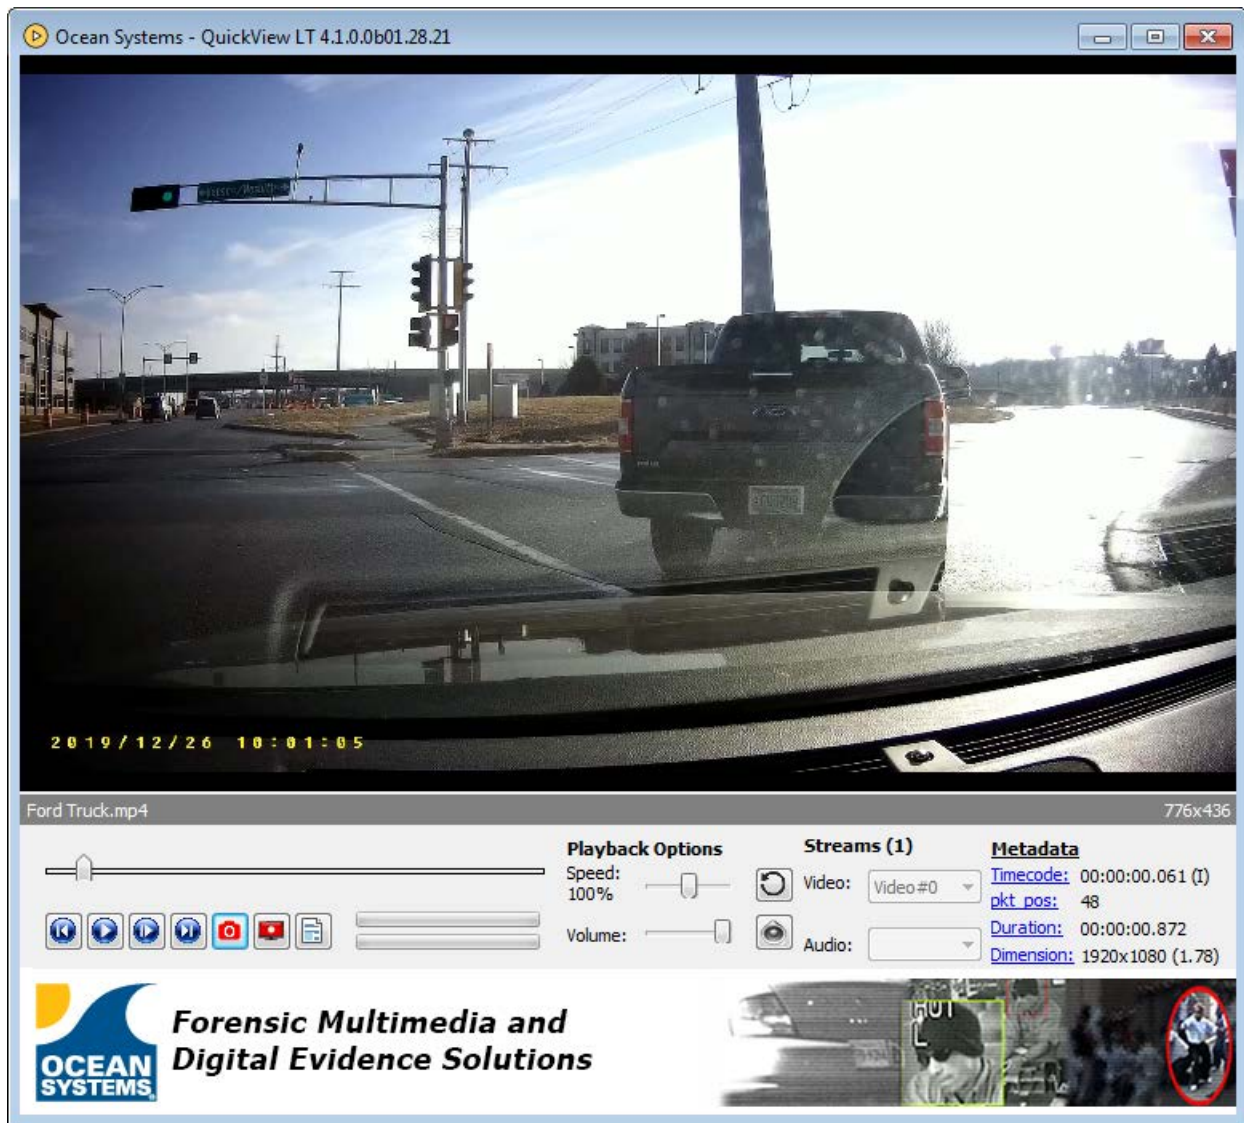 Ocean Systems - QuickView LT 4.1.0.0b01.28.21
2019/12/26 10:01:05
Ford Truck.mp4 776x436
Playback Options Streams (1) Metadata
Speed: 100% Video: Video#0 Timecode: 00:00:00.061 (I)
pkt_pos: 48
Volume: Audio: Duration: 00:00:00.872
Dimension: 1920x1080 (1.78)
OCEAN SYSTEMS
Forensic Multimedia and
Digital Evidence Solutions